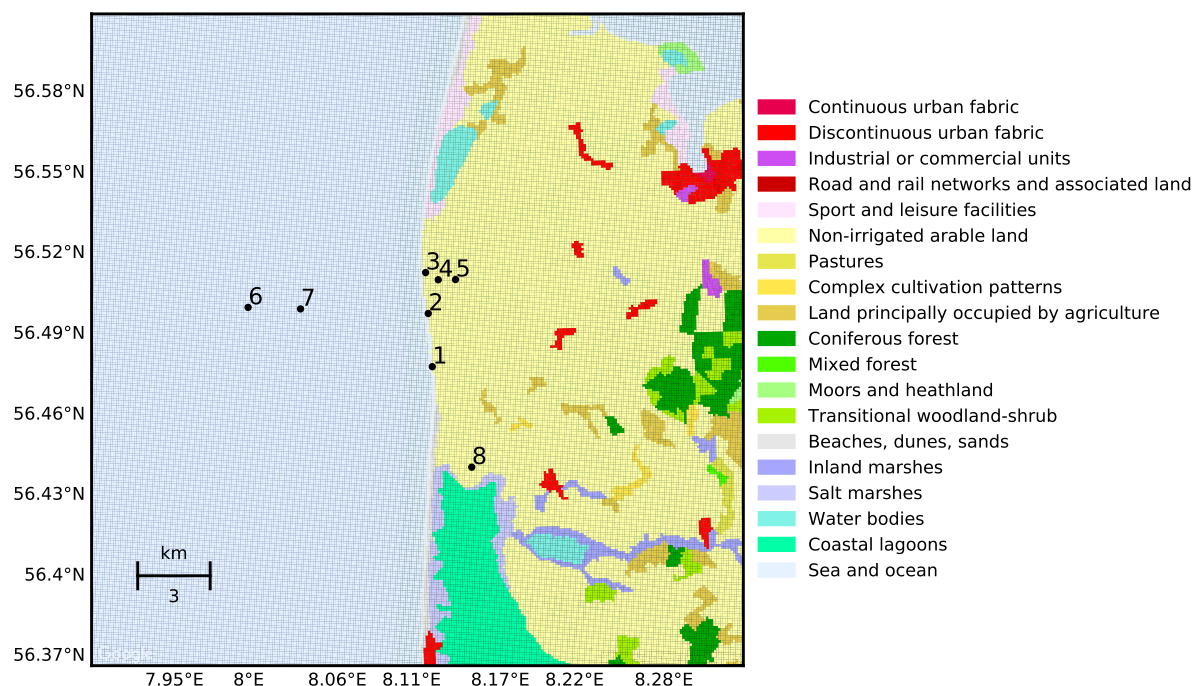 56.58°N
56.55°N
56.52°N
56.49°N
56.46°N
56.43°N
56.4°N
56.37°N
3
4
5
6
7
2
1
8
km
3
Google
7.95°E
8°E
8.06°E
8.11°E
8.17°E
8.22°E
8.28°E
Continuous urban fabric
Discontinuous urban fabric
Industrial or commercial units
Road and rail networks and associated land
Sport and leisure facilities
Non-irrigated arable land
Pastures
Complex cultivation patterns
Land principally occupied by agriculture
Coniferous forest
Mixed forest
Moors and heathland
Transitional woodland-shrub
Beaches, dunes, sands
Inland marshes
Salt marshes
Water bodies
Coastal lagoons
Sea and ocean